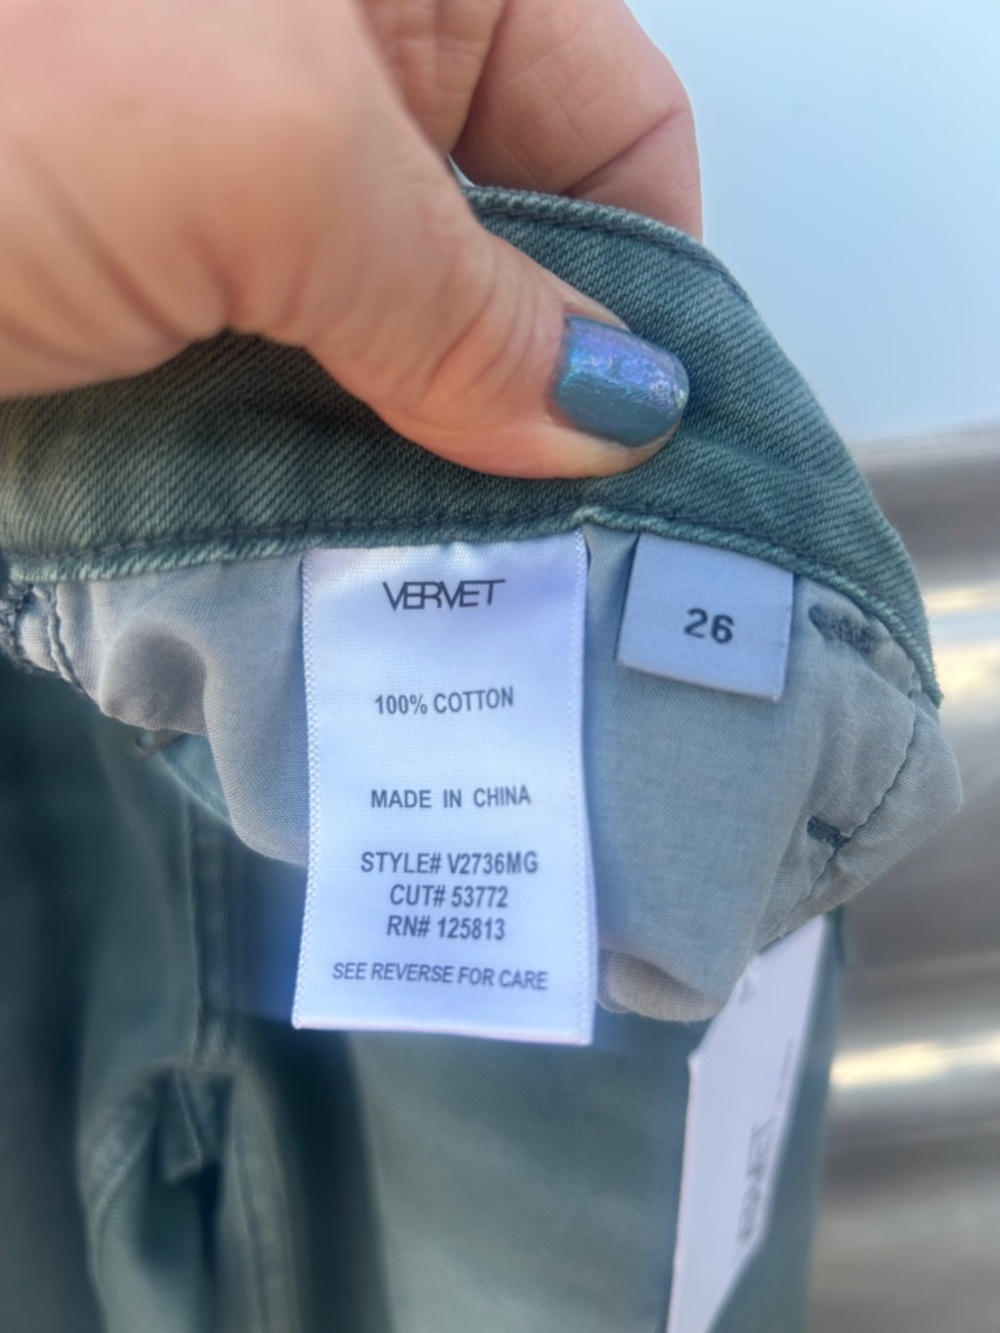 VERVET
100% COTTON
MADE IN CHINA
STYLE# V2736MG
CUT# 53772
RN# 125813
SEE REVERSE FOR CARE
26